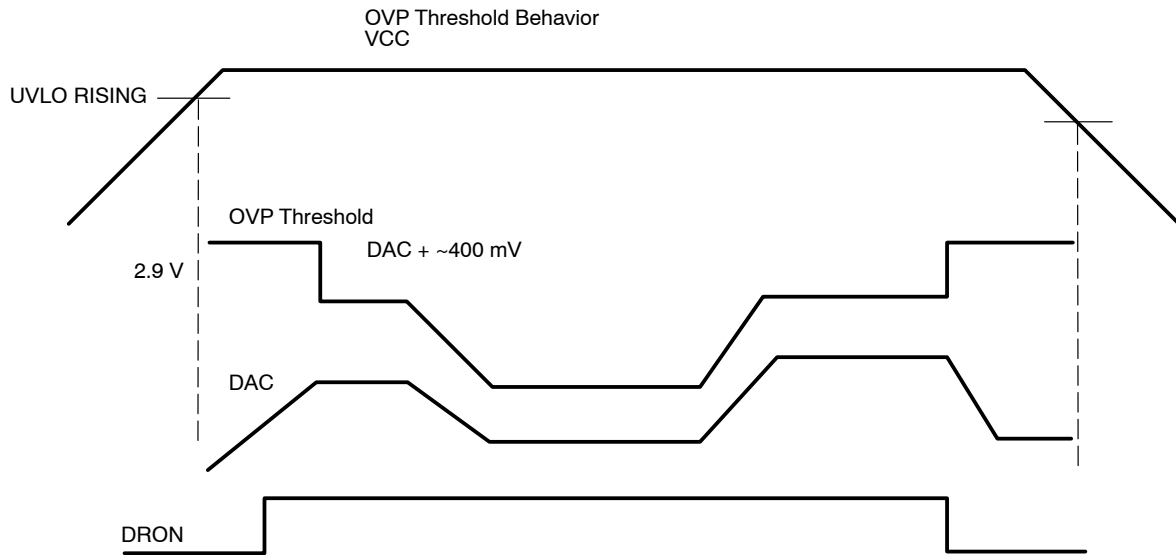 OVP Threshold Behavior
VCC
UVLO RISING
OVP Threshold
DAC + ~400 mV
2.9 V
DAC
DRON